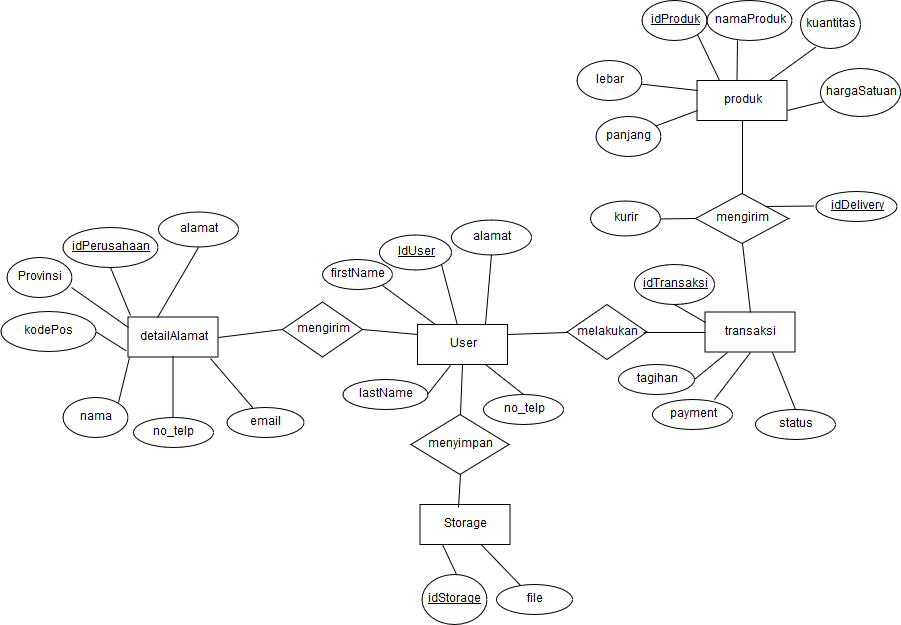 idProduk
namaProduk
kuantitas
lebar
produk
hargaSatuan
panjang
kurir
mengirim
idDelivery
alamat
idPerusahaan
Provinsi
kodePos
detailAlamat
nama
no_telp
email
mengirim
firstName
IdUser
alamat
User
lastName
no_telp
melakukan
idTransaksi
transaksi
tagihan
payment
status
menyimpan
Storage
idStorage
file